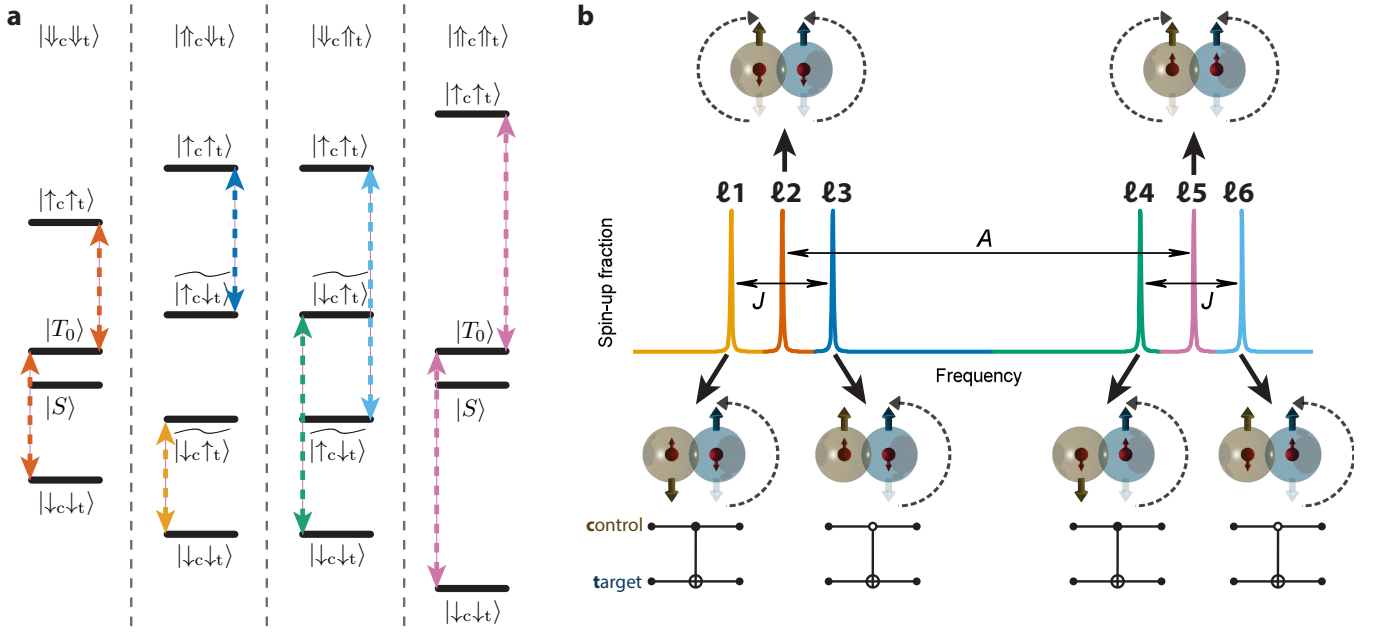 a
|⇓c⇓t⟩
|⇑c⇓t⟩
|⇓c⇑t⟩
|⇑c⇑t⟩
|↑c↑t⟩
|T0⟩
|S⟩
|↓c↓t⟩
|↑c↑t⟩
|↑c↓t⟩
|↓c↑t⟩
|↓c↓t⟩
|↑c↑t⟩
|↓c↑t⟩
|↑c↓t⟩
|↓c↓t⟩
|↑c↑t⟩
|T0⟩
|S⟩
|↓c↓t⟩
b
ℓ1 ℓ2 ℓ3 ℓ4 ℓ5 ℓ6
A
J J
Spin-up fraction
Frequency
control
target